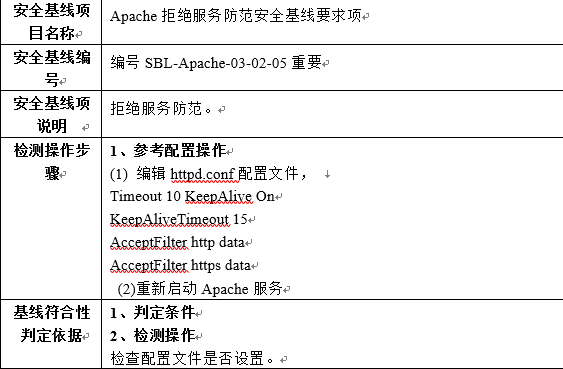 安全基线项
目名称
Apache 拒绝服务防范安全基线要求项
安全基线编
号
编号 SBL-Apache-03-02-05 重要
安全基线项
说明
拒绝服务防范。
检测操作步
骤
1、参考配置操作
(1) 编辑 httpd.conf 配置文件，
Timeout 10 KeepAlive On
KeepAliveTimeout 15
AcceptFilter http data
AcceptFilter https data
(2)重新启动 Apache 服务
基线符合性
判定依据
1、判定条件
2、检测操作
检查配置文件是否设置。